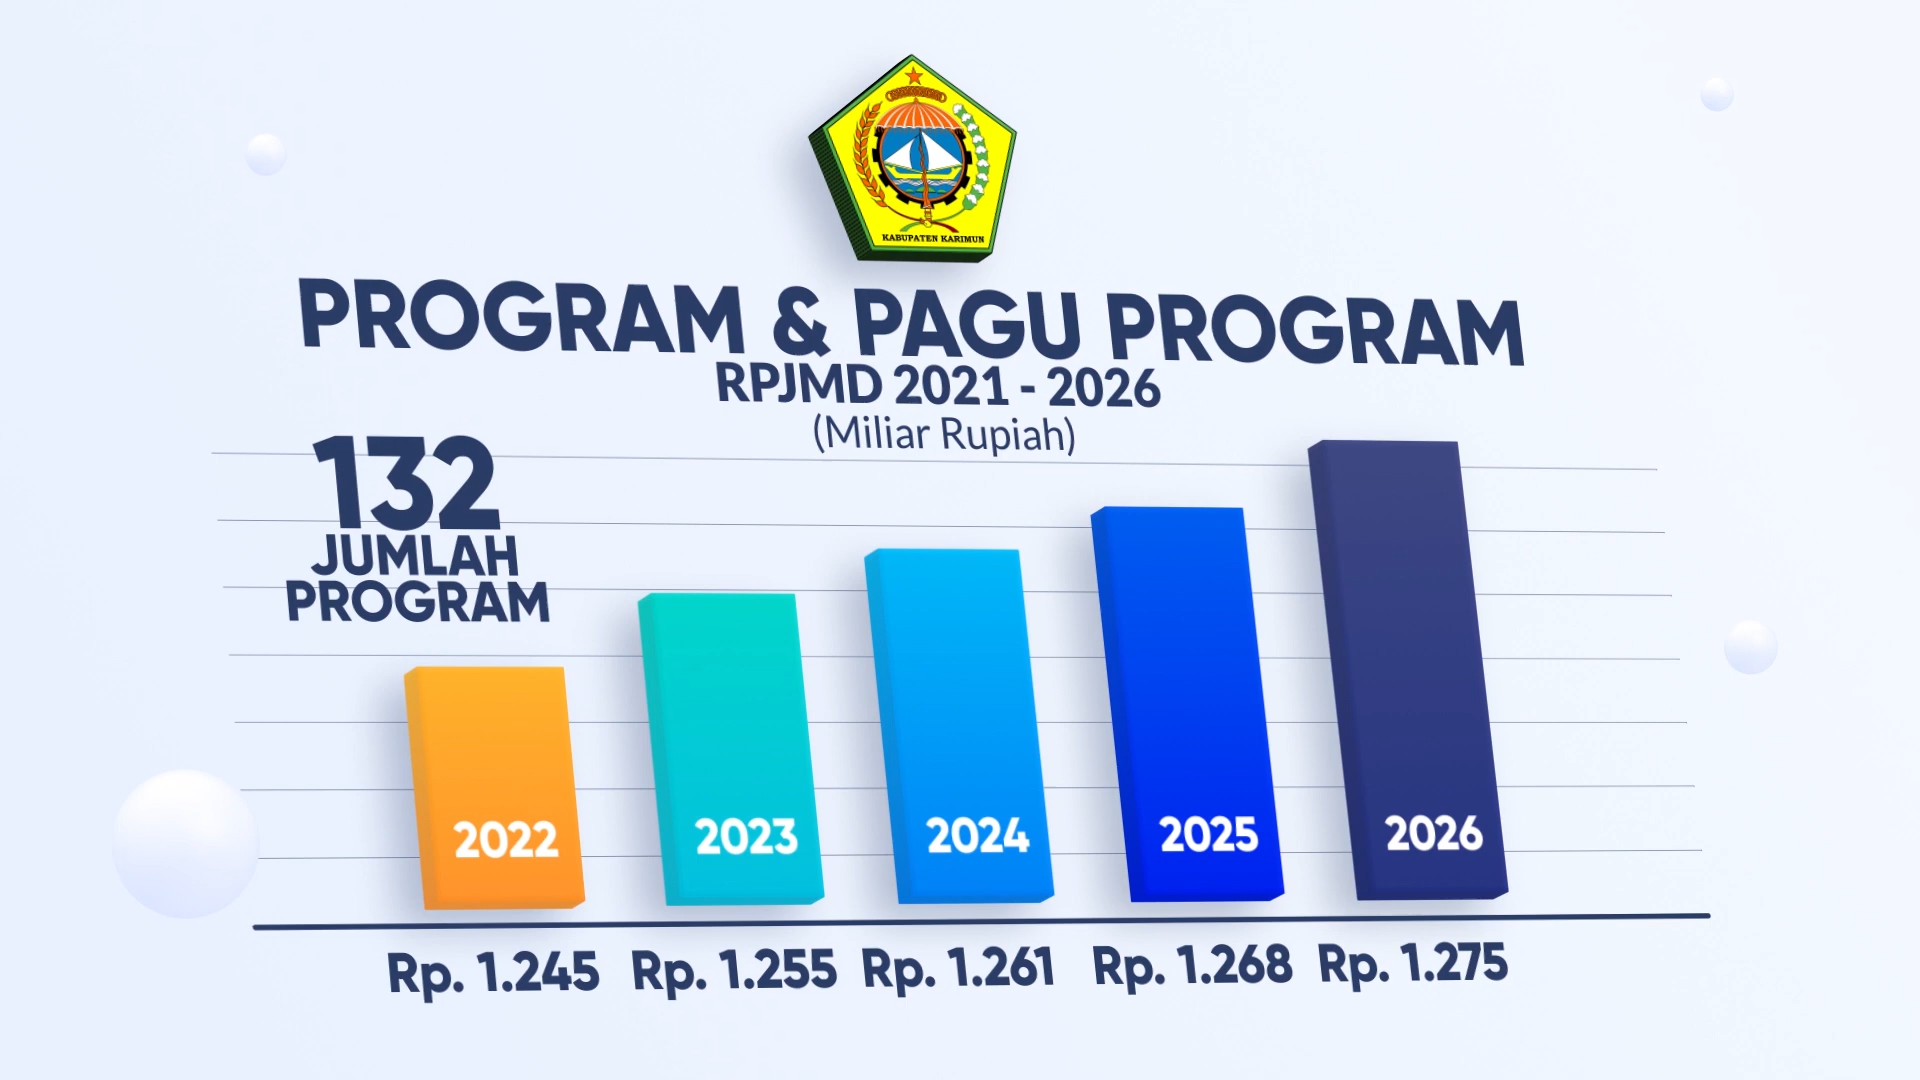 KABUPATEN KARIMUN
PROGRAM & PAGU PROGRAM
RPJMD 2021 - 2026
(Miliar Rupiah)
132
JUMLAH
PROGRAM
2022
2023
2024
2025
2026
Rp. 1.245
Rp. 1.255
Rp. 1.261
Rp. 1.268
Rp. 1.275